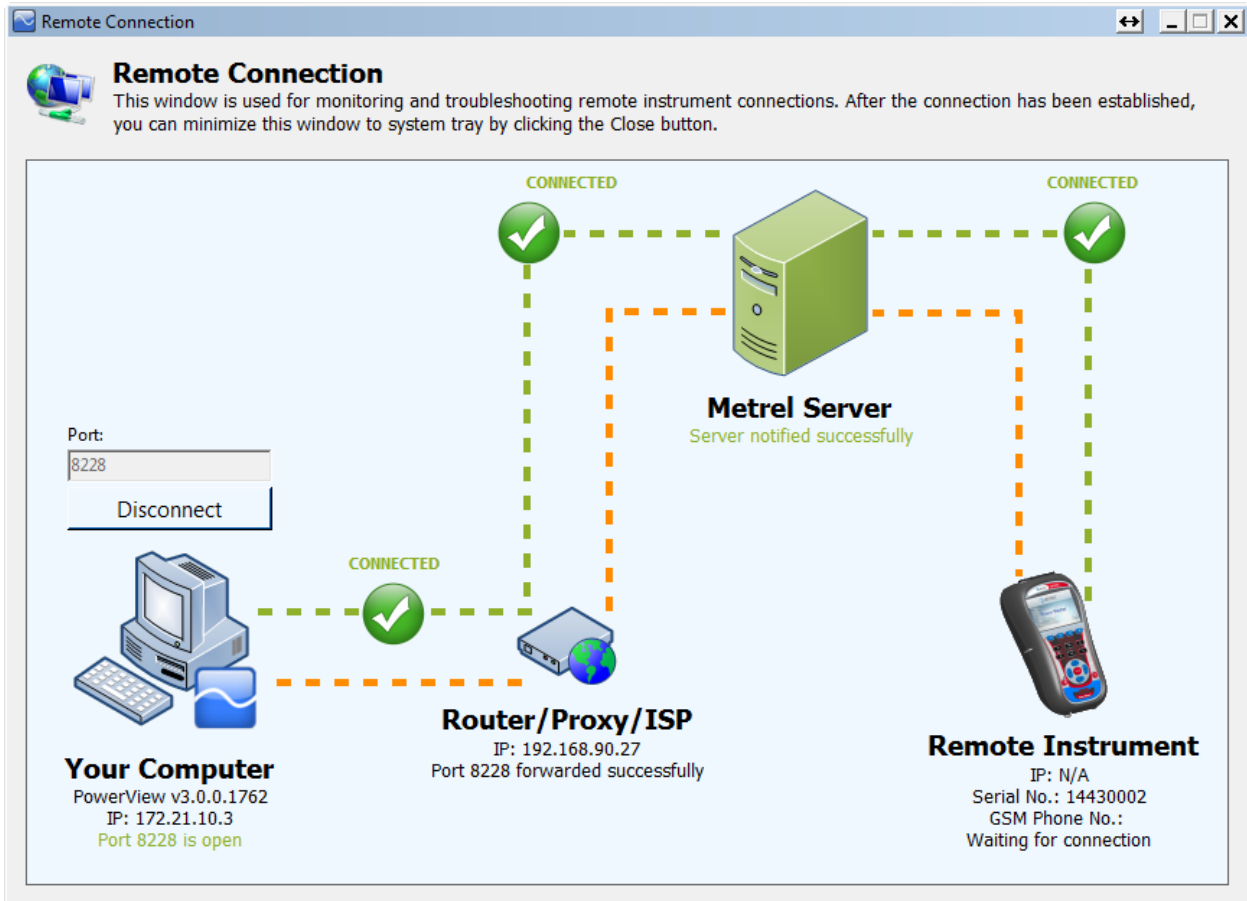 Remote Connection
Remote Connection
This window is used for monitoring and troubleshooting remote instrument connections. After the connection has been established,
you can minimize this window to system tray by clicking the Close button.
CONNECTED
CONNECTED
Metrel Server
Server notified successfully
Port:
8228
Disconnect
CONNECTED
Router/Proxy/ISP
IP: 192.168.90.27
Port 8228 forwarded successfully
Your Computer
PowerView v3.0.0.1762
IP: 172.21.10.3
Port 8228 is open
Remote Instrument
IP: N/A
Serial No.: 14430002
GSM Phone No.:
Waiting for connection